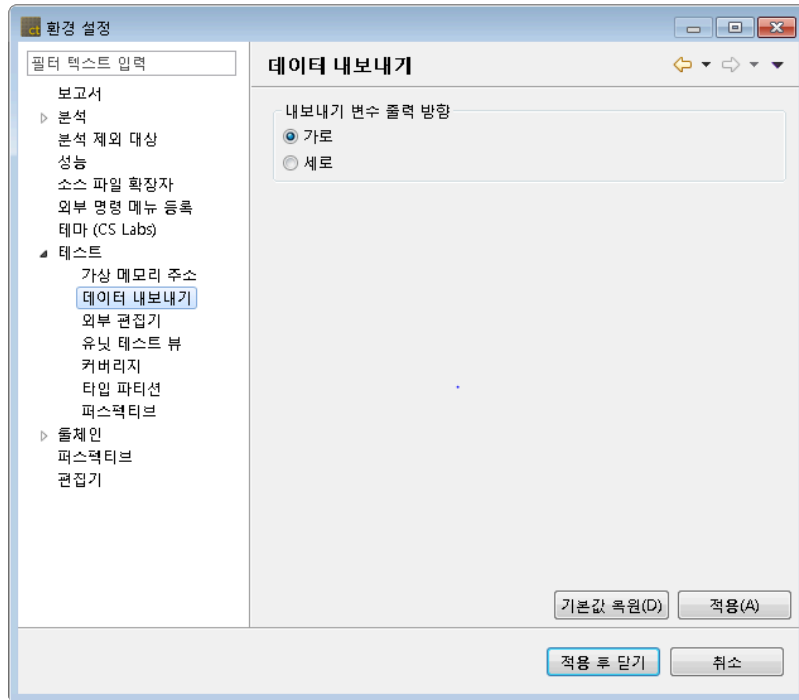 ct 환경 설정
필터 텍스트 입력
보고서
분석
분석 제외 대상
성능
소스 파일 확장자
외부 명령 메뉴 등록
테마 (CS Labs)
테스트
가상 메모리 주소
데이터 내보내기
외부 편집기
유닛 테스트 뷰
커버리지
타입 파티션
퍼스펙티브
툴체인
퍼스펙티브
편집기
데이터 내보내기
내보내기 변수 출력 방향
가로
세로
기본값 복원(D)
적용(A)
적용 후 닫기
취소